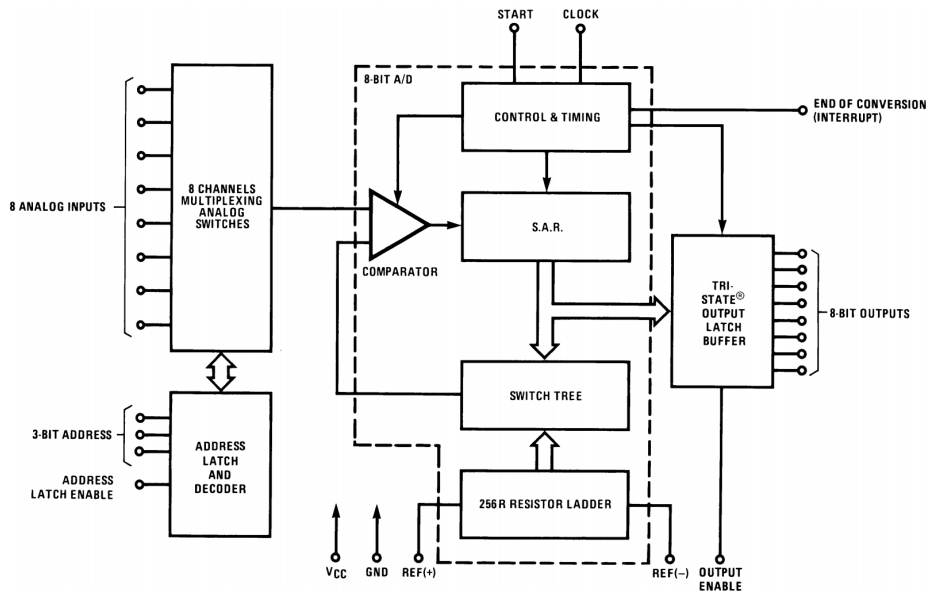 START
CLOCK
8-BIT A/D
CONTROL & TIMING
END OF CONVERSION
(INTERRUPT)
8 ANALOG INPUTS
8 CHANNELS
MULTIPLEXING
ANALOG
SWITCHES
S.A.R.
COMPARATOR
TRI-
STATE®
OUTPUT
LATCH
BUFFER
8-BIT OUTPUTS
SWITCH TREE
3-BIT ADDRESS
ADDRESS
LATCH ENABLE
ADDRESS
LATCH
AND
DECODER
256R RESISTOR LADDER
VCC
GND
REF(+)
REF(−)
OUTPUT
ENABLE